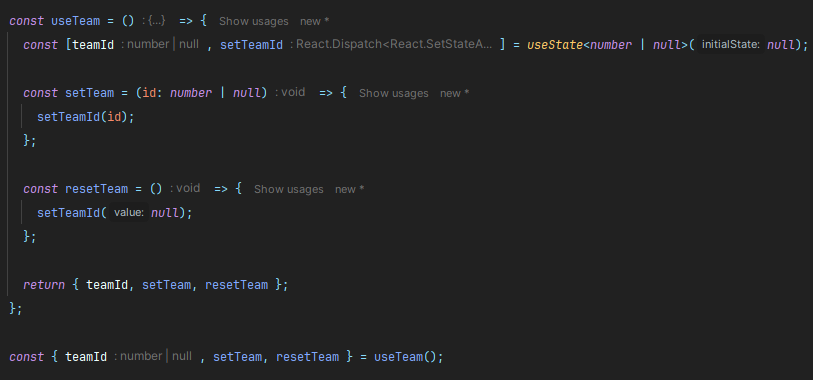 const useTeam = () : {...} => { Show usages new *
const [teamId : number | null , setTeamId : React.Dispatch<React.SetStateA... ] = useState<number | null>( initialState: null);
const setTeam = (id: number | null) : void => { Show usages new *
setTeamId(id);
};
const resetTeam = () : void => { Show usages new *
setTeamId( value: null);
};
return { teamId, setTeam, resetTeam };
};
const { teamId : number | null , setTeam, resetTeam } = useTeam();